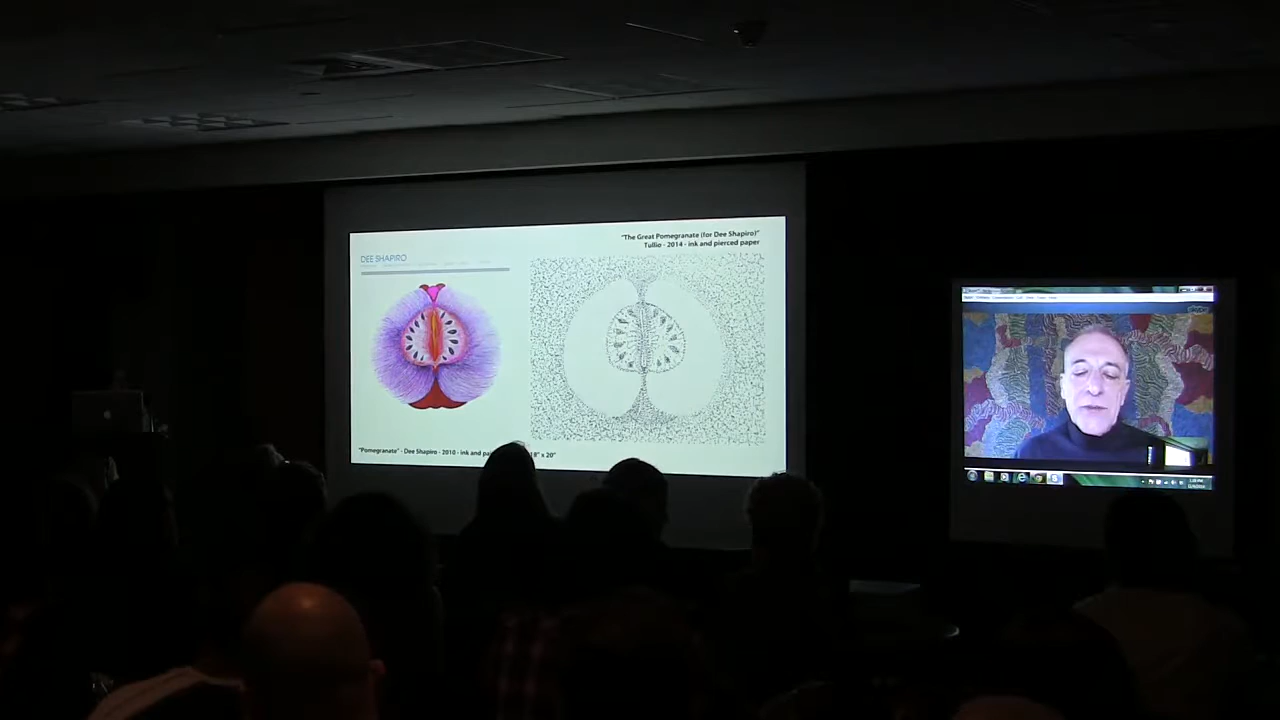 "The Great Pomegranate (for Dee Shapiro)"
Tullio - 2014 - ink and pierced paper
DEE SHAPIRO
"Pomegranate" - Dee Shapiro - 2010 - ink and 8" x 20"